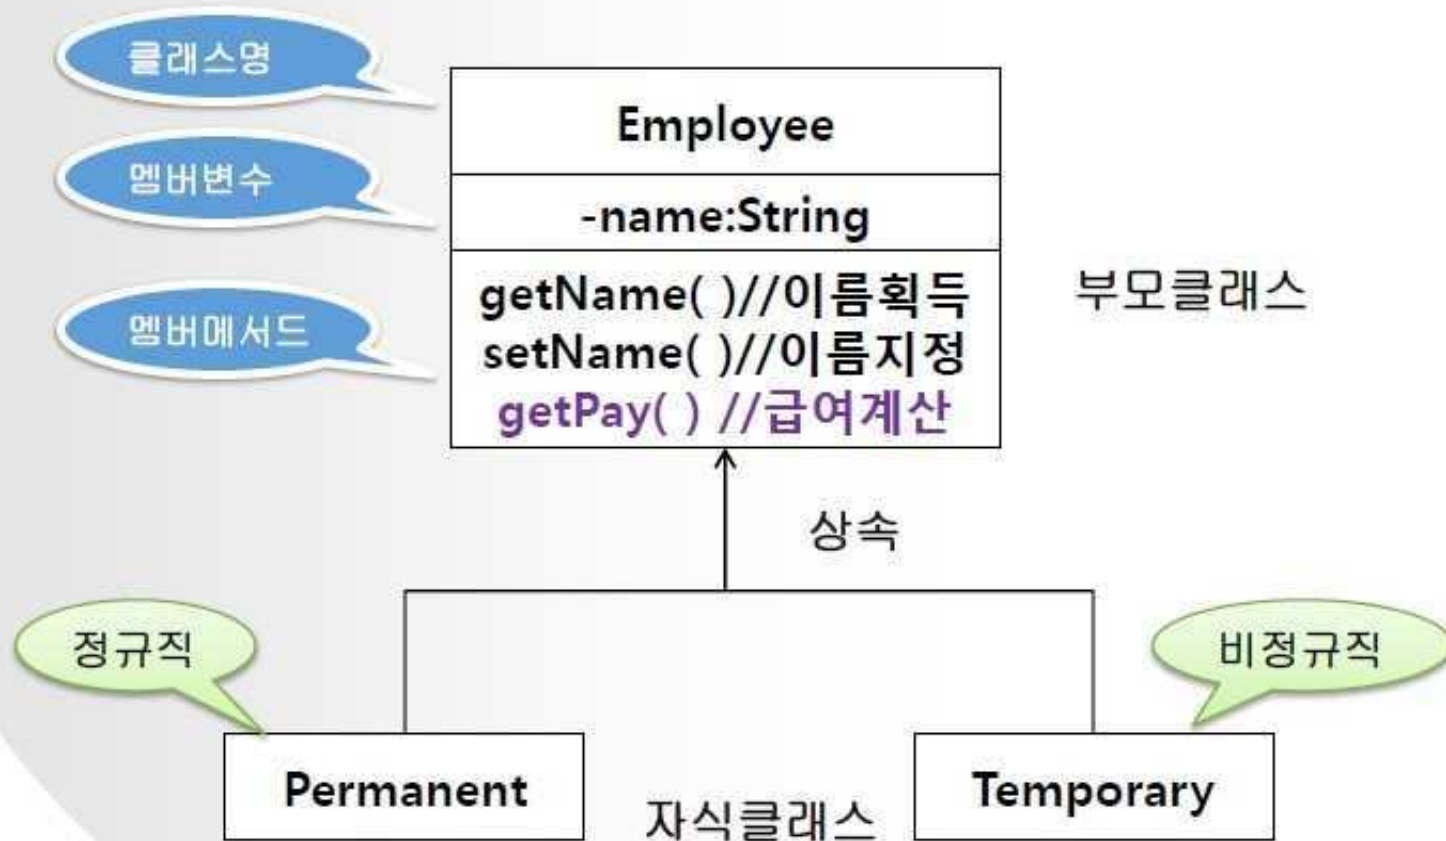 클래스명
Employee
멤버변수
-name:String
멤버메서드
getName( )//이름획득
setName( )//이름지정
getPay( ) //급여계산
부모클래스
상속
정규직
비정규직
Permanent
자식클래스
Temporary